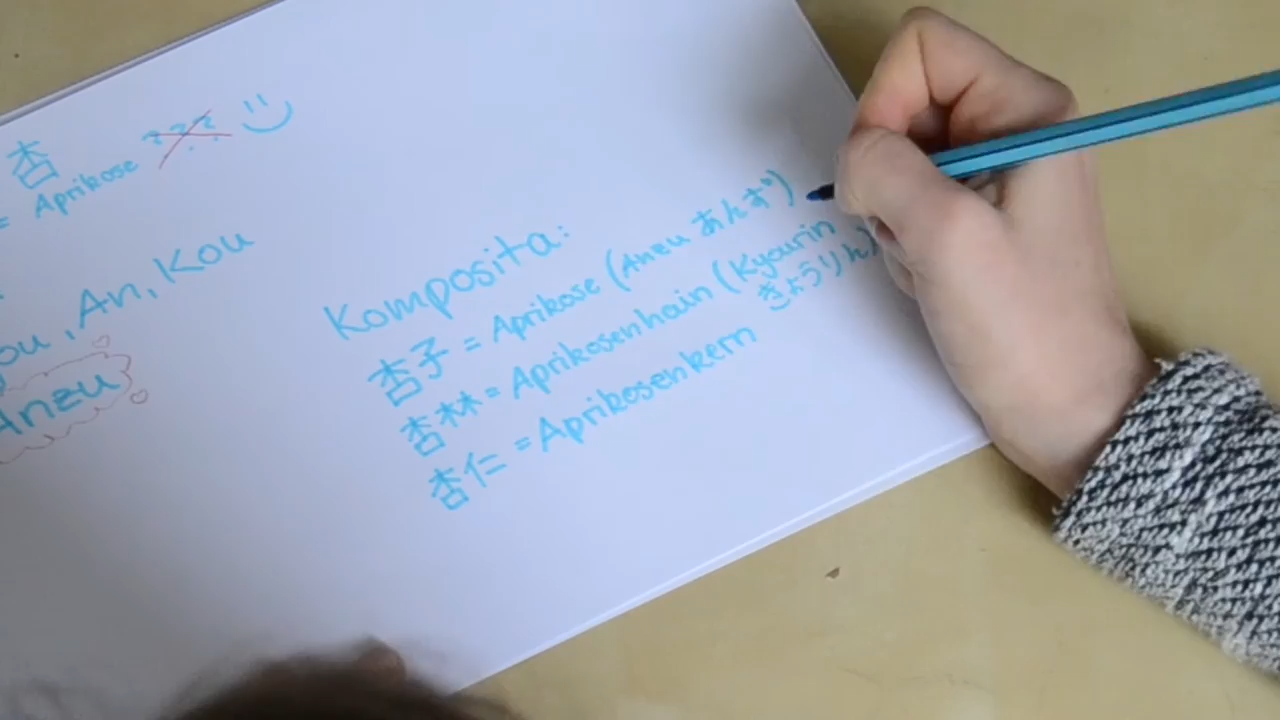 杏
= Aprikose ???
An, Kou
Anzu
Komposita:
杏子 = Aprikose (Anzu あんず)
杏林 = Aprikosenhain (Kyourin
きょうりん)
杏仁 = Aprikosenkern